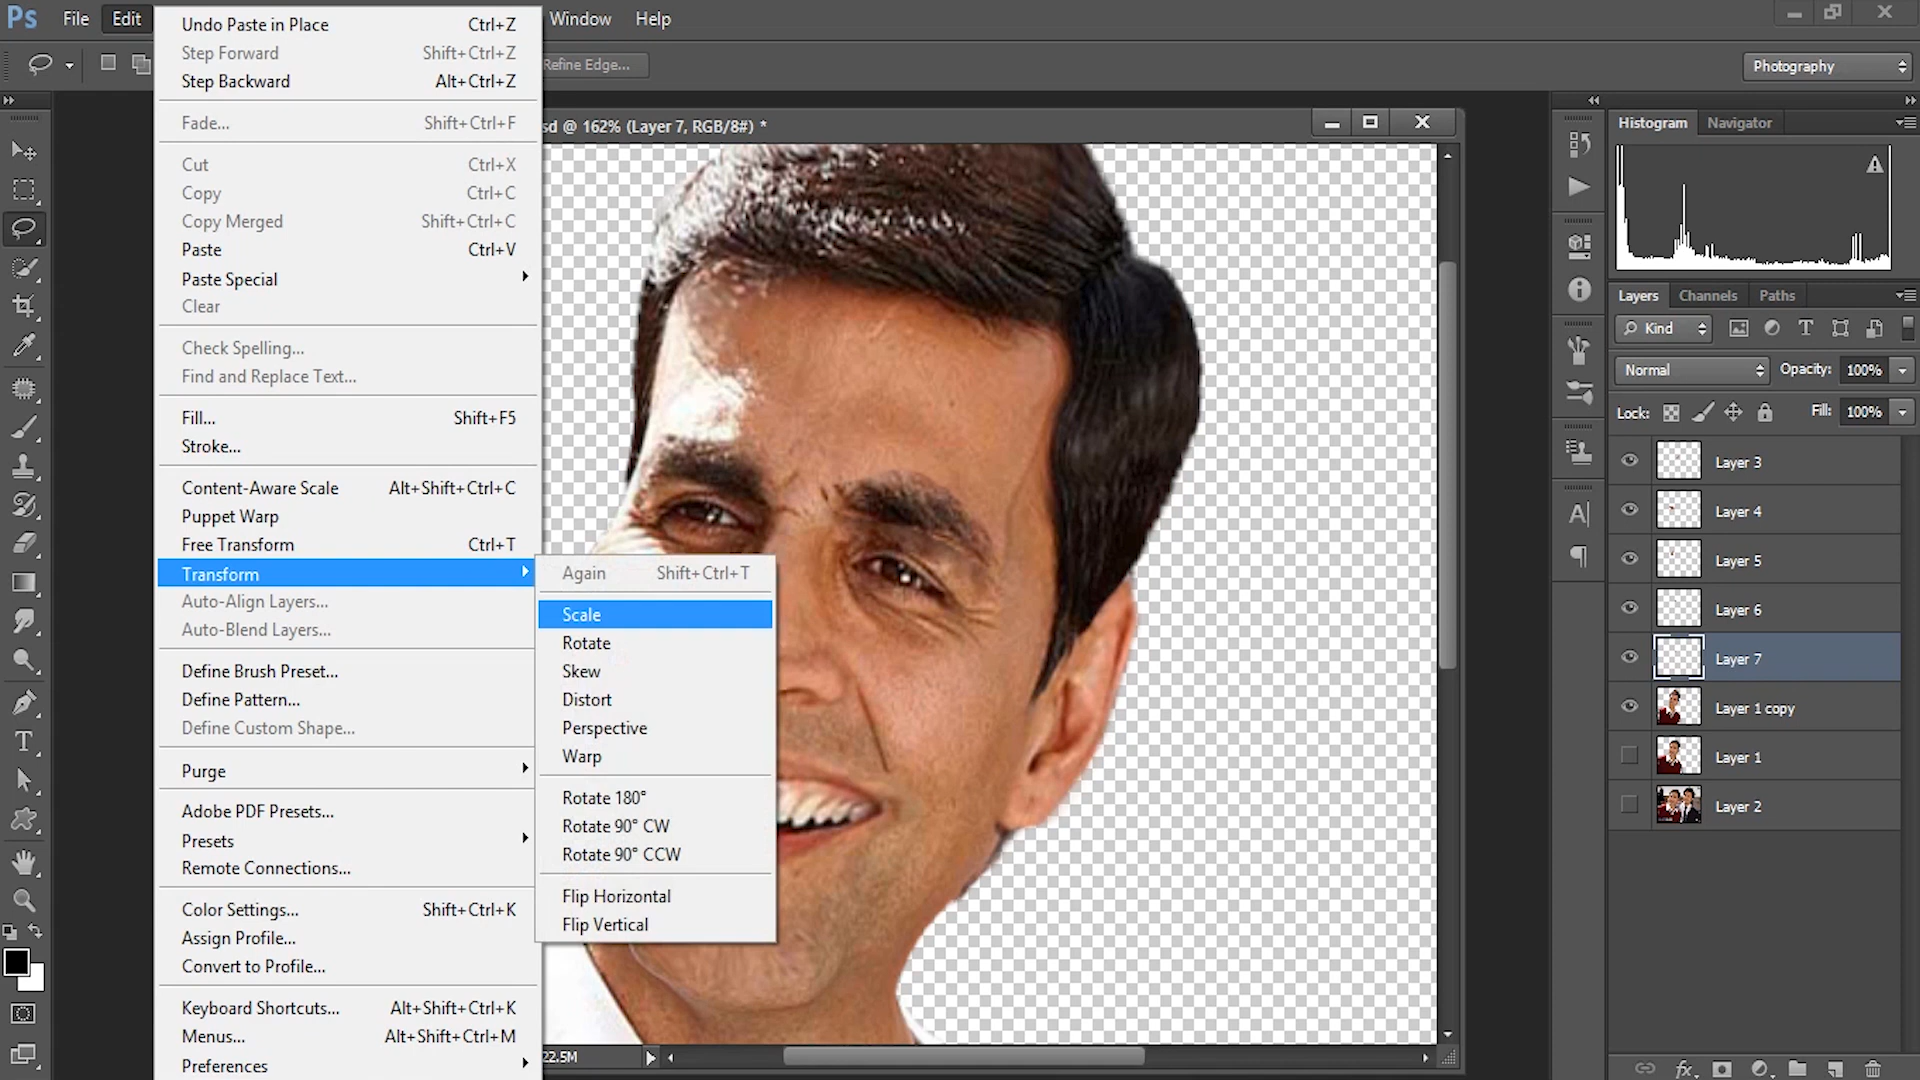 Ps File Edit Window Help
Refine Edge...
Photography
Undo Paste in Place Ctrl+Z
Step Forward Shift+Ctrl+Z
Step Backward Alt+Ctrl+Z
Fade... Shift+Ctrl+F
Cut Ctrl+X
Copy Ctrl+C
Copy Merged Shift+Ctrl+C
Paste Ctrl+V
Paste Special
Clear
Check Spelling...
Find and Replace Text...
Fill... Shift+F5
Stroke...
Content-Aware Scale Alt+Shift+Ctrl+C
Puppet Warp
Free Transform Ctrl+T
Transform
Auto-Align Layers...
Auto-Blend Layers...
Define Brush Preset...
Define Pattern...
Define Custom Shape...
Purge
Adobe PDF Presets...
Presets
Remote Connections...
Color Settings... Shift+Ctrl+K
Assign Profile...
Convert to Profile...
Keyboard Shortcuts... Alt+Shift+Ctrl+K
Menus... Alt+Shift+Ctrl+M
Preferences
Again Shift+Ctrl+T
Scale
Rotate
Skew
Distort
Perspective
Warp
Rotate 180°
Rotate 90° CW
Rotate 90° CCW
Flip Horizontal
Flip Vertical
sd @ 162% (Layer 7, RGB/8#) *
22.5M
Histogram Navigator
Layers Channels Paths
Kind
Normal Opacity: 100%
Lock: Fill: 100%
Layer 3
Layer 4
Layer 5
Layer 6
Layer 7
Layer 1 copy
Layer 1
Layer 2
fx